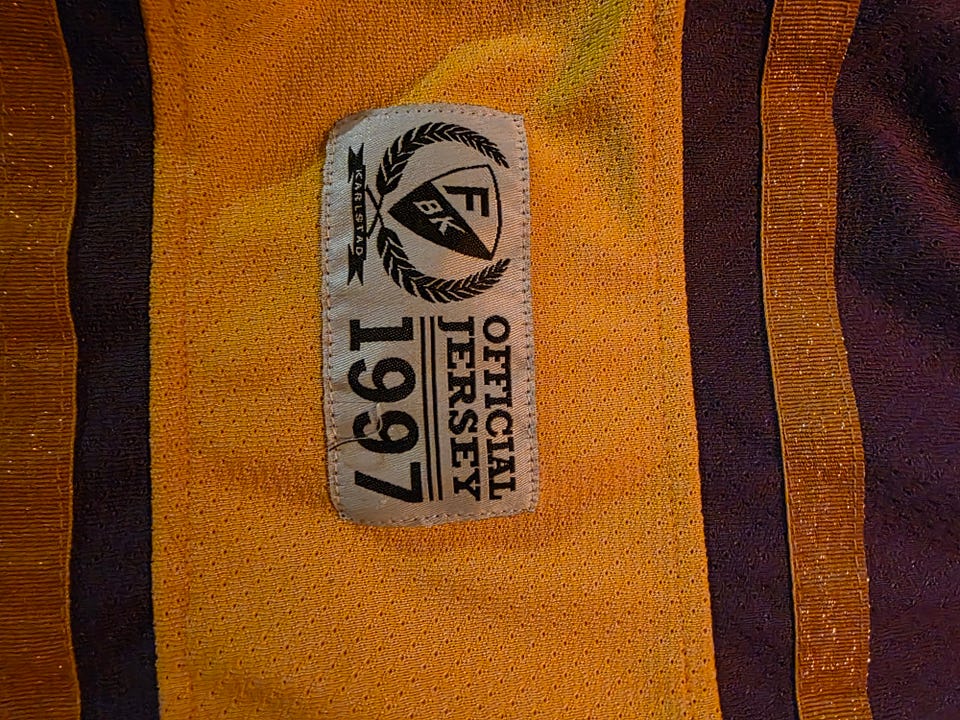 F
BK
KARLSTAD
OFFICIAL
JERSEY
1997